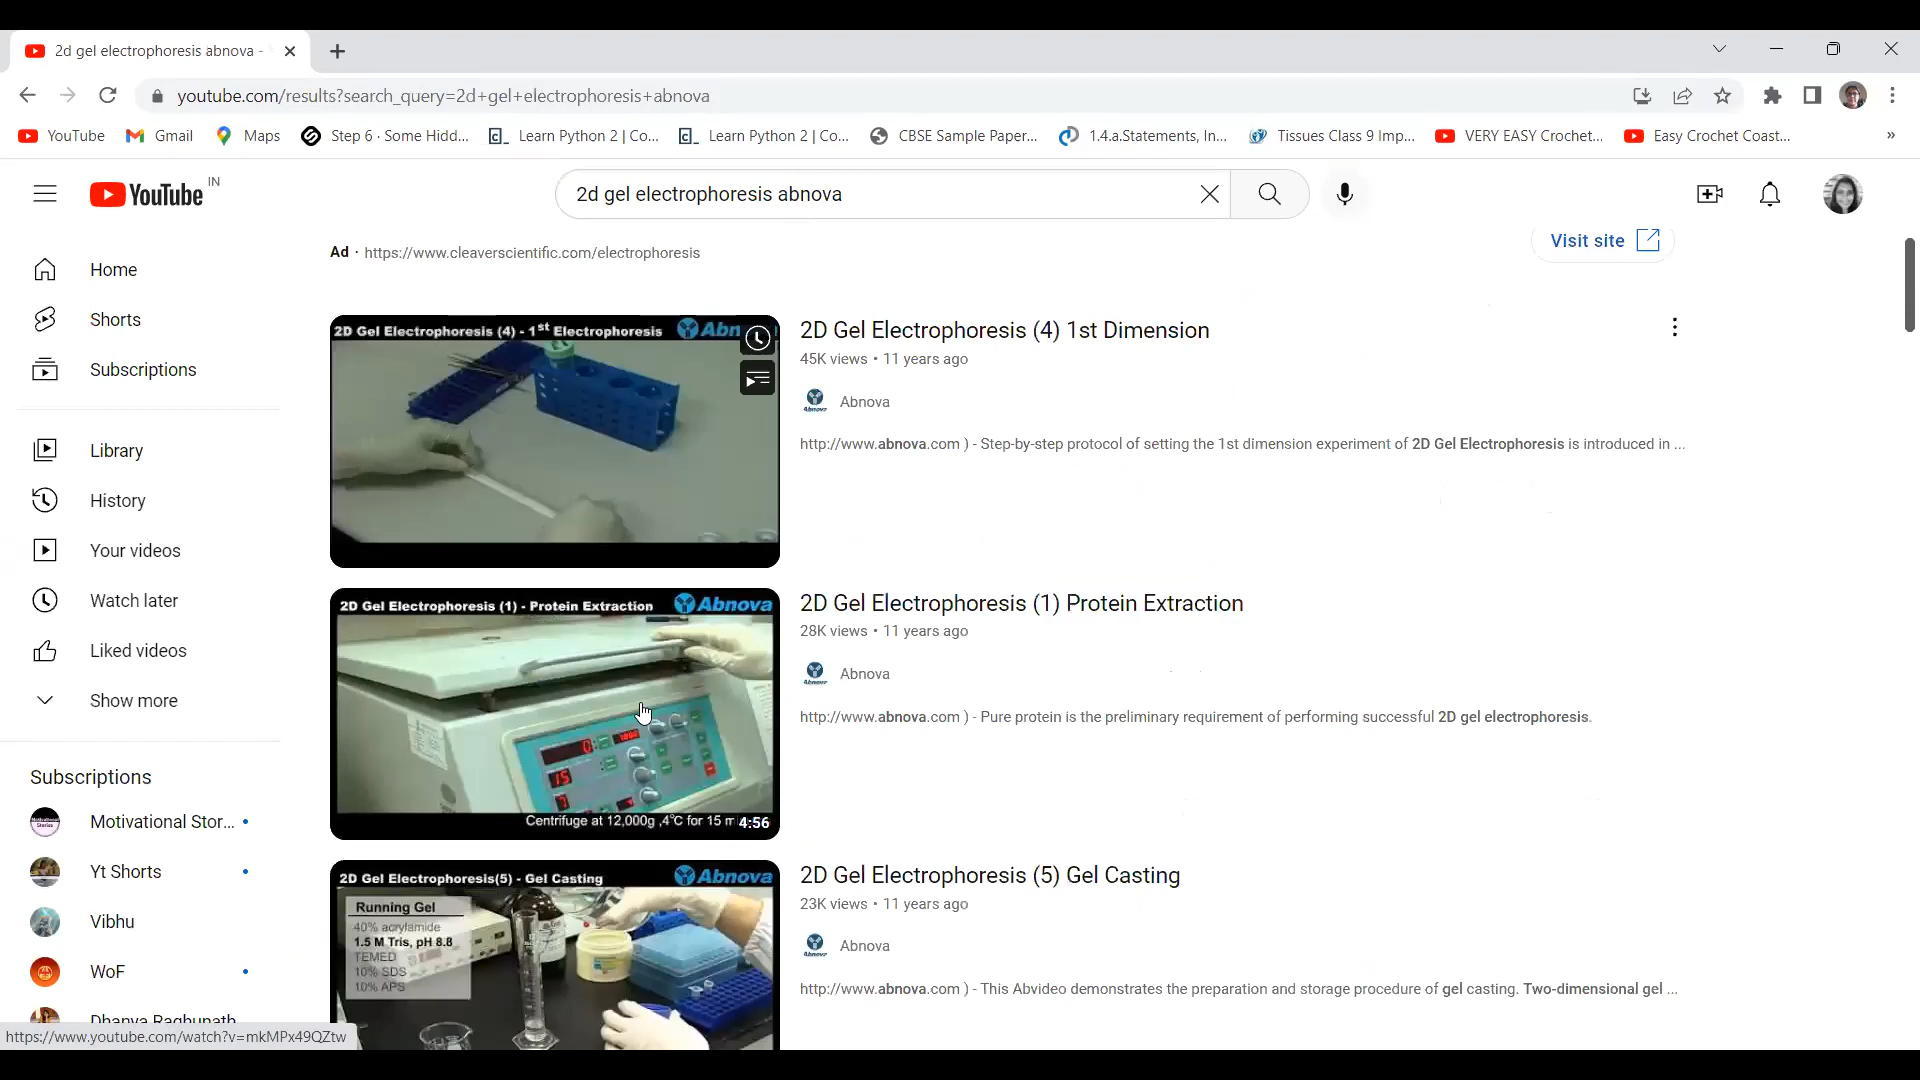 2d gel electrophoresis abnova -
youtube.com/results?search_query=2d+gel+electrophoresis+abnova
YouTube
Gmail
Maps
Step 6 · Some Hidd...
Learn Python 2 | Co...
Learn Python 2 | Co...
CBSE Sample Paper...
1.4.a.Statements, In...
Tissues Class 9 Imp...
VERY EASY Crochet...
Easy Crochet Coast...
»
YouTube IN
2d gel electrophoresis abnova
Home
Shorts
Subscriptions
Library
History
Your videos
Watch later
Liked videos
Show more
Subscriptions
Motivational Stor...
Yt Shorts
Vibhu
WoF
Dhanya Raghunath
https://www.youtube.com/watch?v=mkMPx49QZtw
Ad · https://www.cleaverscientific.com/electrophoresis
Visit site
2D Gel Electrophoresis (4) - 1st Electrophoresis
Abn
2D Gel Electrophoresis (4) 1st Dimension
45K views • 11 years ago
Abnova
http://www.abnova.com ) - Step-by-step protocol of setting the 1st dimension experiment of 2D Gel Electrophoresis is introduced in ...
2D Gel Electrophoresis (1) - Protein Extraction
Abnova
15
Centrifuge at 12,000g ,4°C for 15 m
4:56
2D Gel Electrophoresis (1) Protein Extraction
28K views • 11 years ago
Abnova
http://www.abnova.com ) - Pure protein is the preliminary requirement of performing successful 2D gel electrophoresis.
2D Gel Electrophoresis(5) - Gel Casting
Abnova
Running Gel
40% acrylamide
1.5 M Tris, pH 8.8
TEMED
10% SDS
10% APS
2D Gel Electrophoresis (5) Gel Casting
23K views • 11 years ago
Abnova
http://www.abnova.com ) - This Abvideo demonstrates the preparation and storage procedure of gel casting. Two-dimensional gel ...